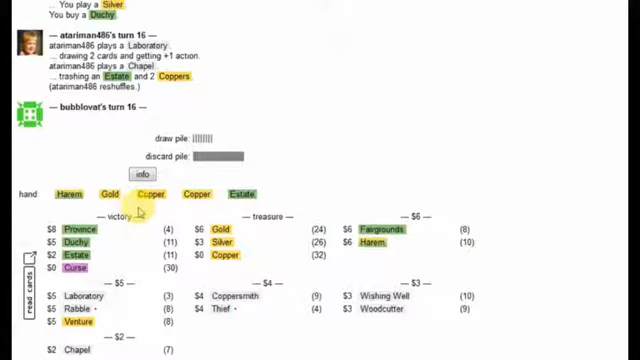 ... You play a Silver.
You buy a Duchy.
— atariman486's turn 16 —
atariman486 plays a Laboratory.
... drawing 2 cards and getting +1 action.
atariman486 plays a Chapel.
... trashing an Estate and 2 Coppers.
(atariman486 reshuffles.)
— bubblovat's turn 16 —
draw pile:
discard pile:
info
hand: Harem Gold Copper Copper Estate
— victory —
$8 Province (4)
$5 Duchy (11)
$2 Estate (11)
$0 Curse (30)
— treasure —
$6 Gold (24)
$3 Silver (26)
$0 Copper (32)
— $6 —
$6 Fairgrounds (8)
$6 Harem (10)
read cards
— $5 —
$5 Laboratory (3)
$5 Rabble • (8)
$5 Venture (8)
— $4 —
$4 Coppersmith (9)
$4 Thief • (4)
— $3 —
$3 Wishing Well (10)
$3 Woodcutter (9)
— $2 —
$2 Chapel (7)